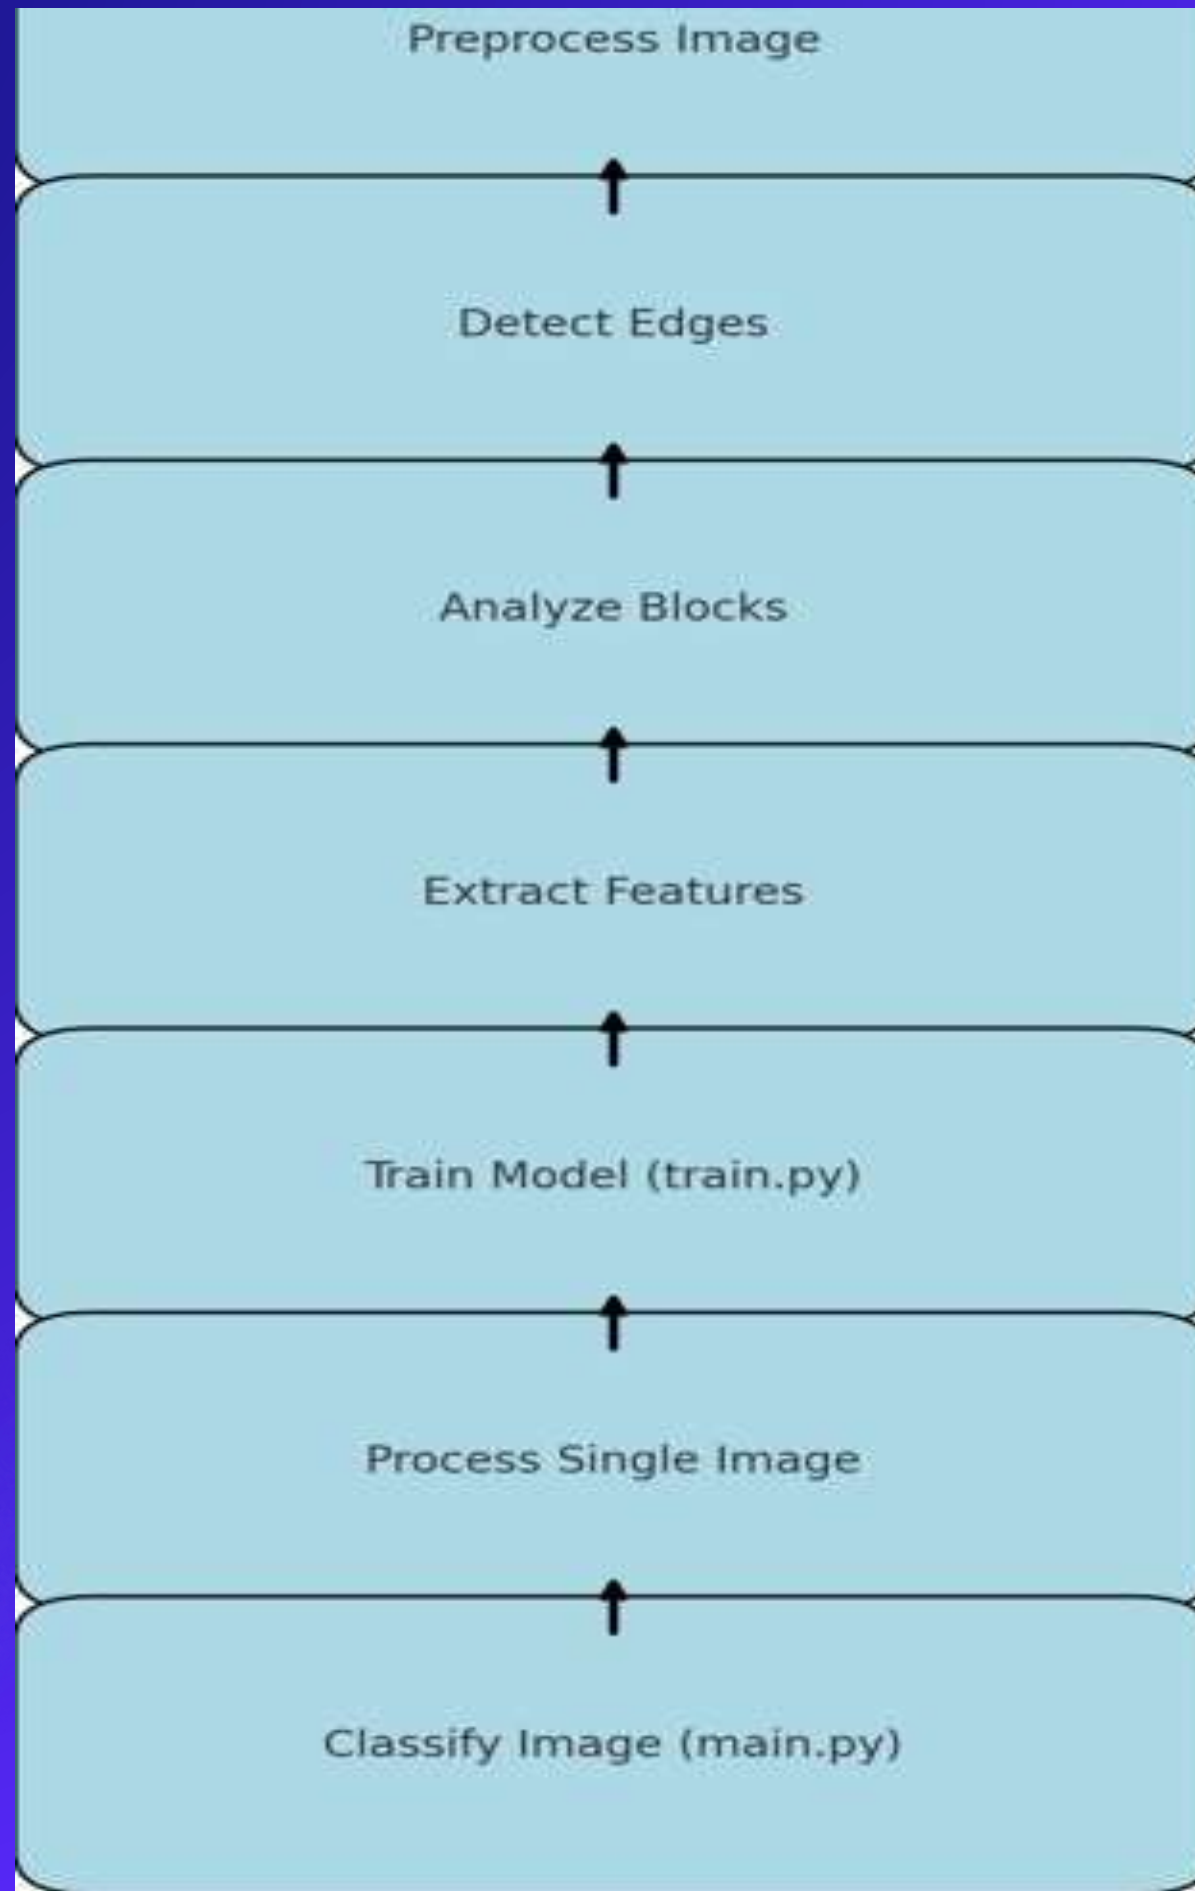 Preprocess Image
Detect Edges
Analyze Blocks
Extract Features
Train Model (train.py)
Process Single Image
Classify Image (main.py)